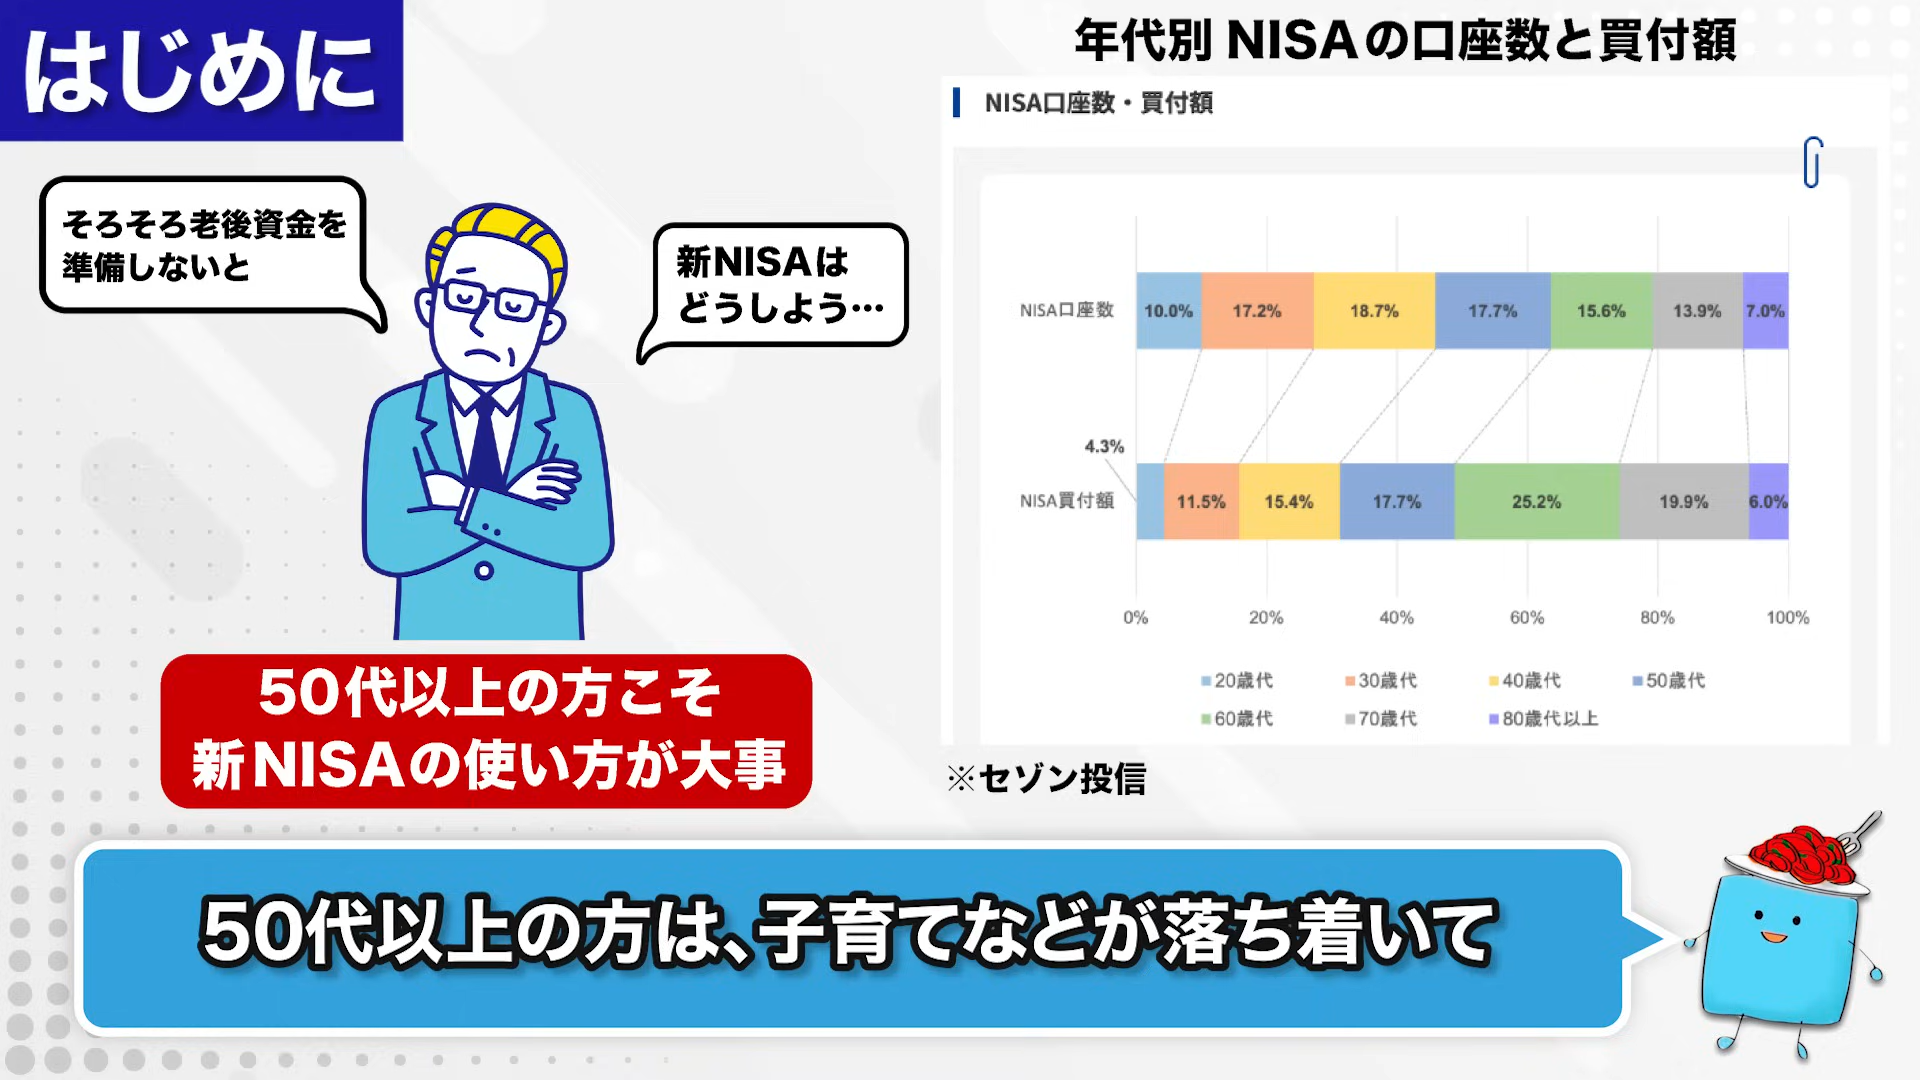 はじめに
そろそろ老後資金を
準備しないと
新NISAは
どうしよう…
50代以上の方こそ
新NISAの使い方が大事
年代別 NISAの口座数と買付額
NISA口座数・買付額
NISA口座数
10.0%
17.2%
18.7%
17.7%
15.6%
13.9%
7.0%
4.3%
NISA買付額
11.5%
15.4%
17.7%
25.2%
19.9%
6.0%
0%
20%
40%
60%
80%
100%
20歳代
30歳代
40歳代
50歳代
60歳代
70歳代
80歳代以上
※セゾン投信
50代以上の方は、子育てなどが落ち着いて